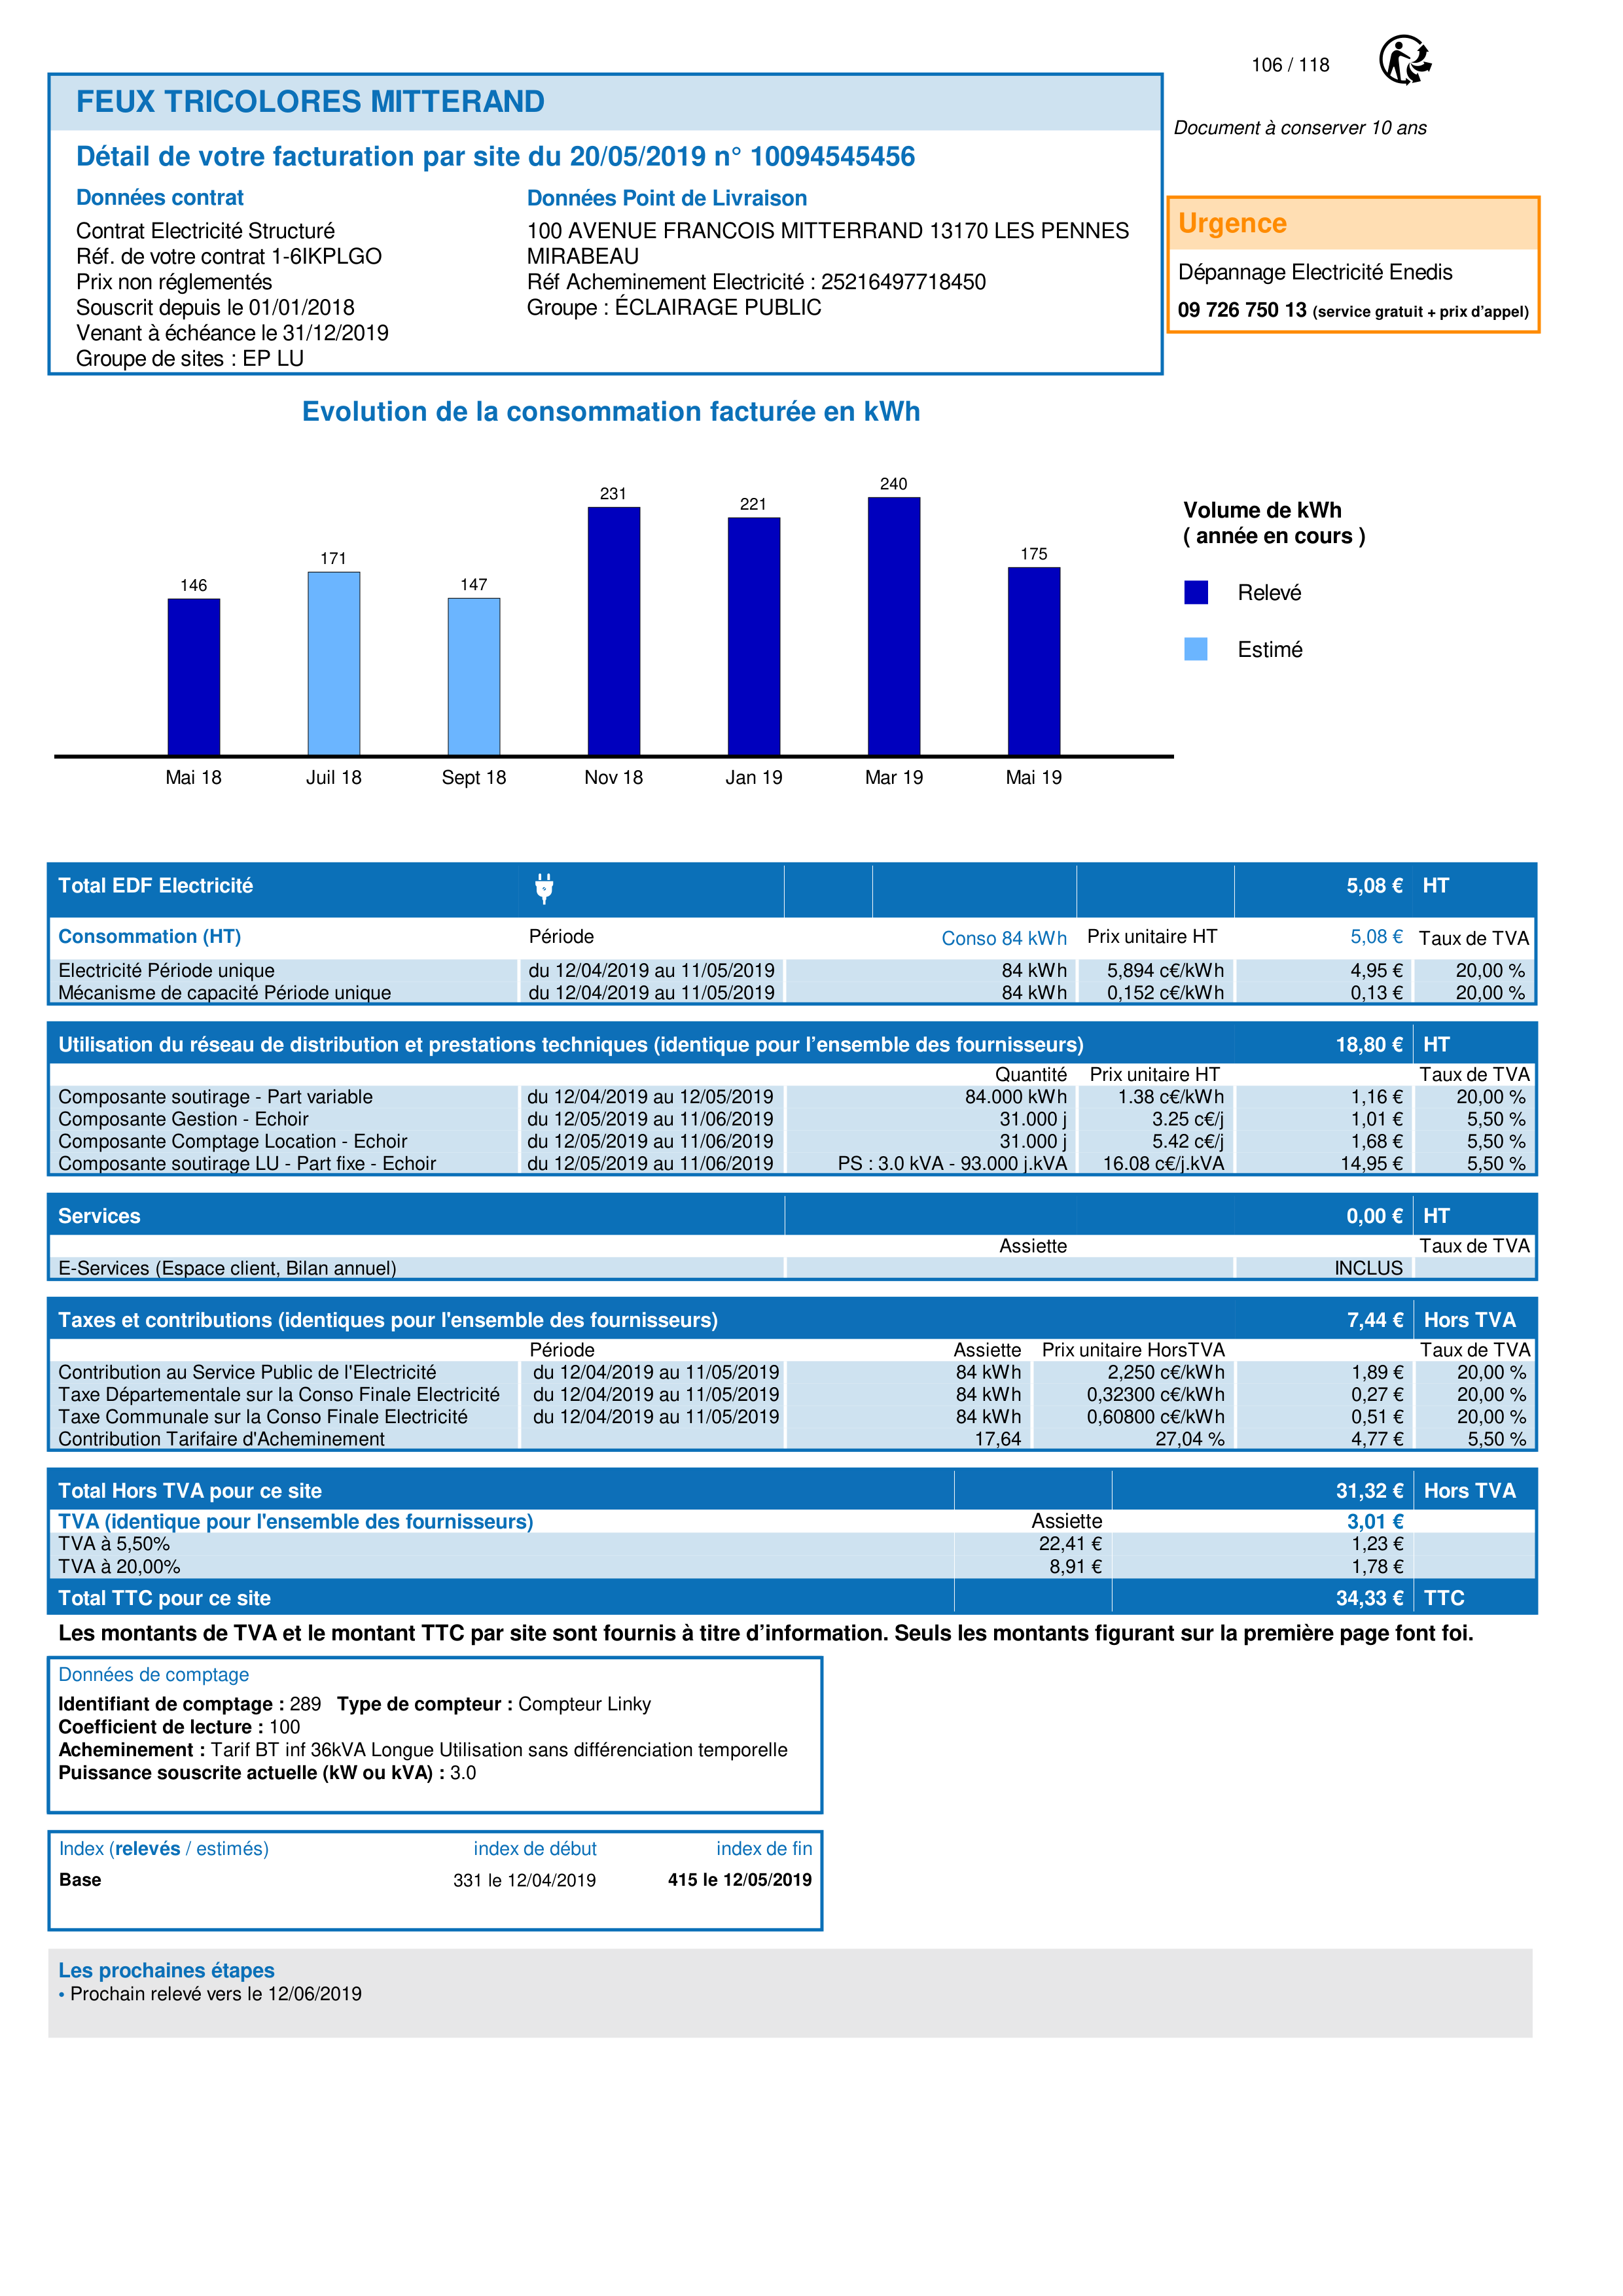 106 / 118
FEUX TRICOLORES MITTERAND
Document à conserver 10 ans
Détail de votre facturation par site du 20/05/2019 n° 10094545456
Données contrat
Contrat Electricité Structuré
Réf. de votre contrat 1-6IKPLGO
Prix non réglementés
Souscrit depuis le 01/01/2018
Venant à échéance le 31/12/2019
Groupe de sites : EP LU
Données Point de Livraison
100 AVENUE FRANCOIS MITTERRAND 13170 LES PENNES
MIRABEAU
Réf Acheminement Electricité : 25216497718450
Groupe : ÉCLAIRAGE PUBLIC
Urgence
Dépannage Electricité Enedis
09 726 750 13 (service gratuit + prix d’appel)
Evolution de la consommation facturée en kWh
146 171 147 231 221 240 175
Mai 18 Juil 18 Sept 18 Nov 18 Jan 19 Mar 19 Mai 19
Volume de kWh
( année en cours )
Relevé
Estimé
Total EDF Electricité 5,08 € HT
Consommation (HT) Période Conso 84 kWh Prix unitaire HT 5,08 € Taux de TVA
Electricité Période unique du 12/04/2019 au 11/05/2019 84 kWh 5,894 c€/kWh 4,95 € 20,00 %
Mécanisme de capacité Période unique du 12/04/2019 au 11/05/2019 84 kWh 0,152 c€/kWh 0,13 € 20,00 %
Utilisation du réseau de distribution et prestations techniques (identique pour l’ensemble des fournisseurs) 18,80 € HT
Quantité Prix unitaire HT Taux de TVA
Composante soutirage - Part variable du 12/04/2019 au 12/05/2019 84.000 kWh 1.38 c€/kWh 1,16 € 20,00 %
Composante Gestion - Echoir du 12/05/2019 au 11/06/2019 31.000 j 3.25 c€/j 1,01 € 5,50 %
Composante Comptage Location - Echoir du 12/05/2019 au 11/06/2019 31.000 j 5.42 c€/j 1,68 € 5,50 %
Composante soutirage LU - Part fixe - Echoir du 12/05/2019 au 11/06/2019 PS : 3.0 kVA - 93.000 j.kVA 16.08 c€/j.kVA 14,95 € 5,50 %
Services 0,00 € HT
Assiette Taux de TVA
E-Services (Espace client, Bilan annuel) INCLUS
Taxes et contributions (identiques pour l'ensemble des fournisseurs) 7,44 € Hors TVA
Période Assiette Prix unitaire HorsTVA Taux de TVA
Contribution au Service Public de l'Electricité du 12/04/2019 au 11/05/2019 84 kWh 2,250 c€/kWh 1,89 € 20,00 %
Taxe Départementale sur la Conso Finale Electricité du 12/04/2019 au 11/05/2019 84 kWh 0,32300 c€/kWh 0,27 € 20,00 %
Taxe Communale sur la Conso Finale Electricité du 12/04/2019 au 11/05/2019 84 kWh 0,60800 c€/kWh 0,51 € 20,00 %
Contribution Tarifaire d'Acheminement 17,64 27,04 % 4,77 € 5,50 %
Total Hors TVA pour ce site 31,32 € Hors TVA
TVA (identique pour l'ensemble des fournisseurs) Assiette 3,01 €
TVA à 5,50% 22,41 € 1,23 €
TVA à 20,00% 8,91 € 1,78 €
Total TTC pour ce site 34,33 € TTC
Les montants de TVA et le montant TTC par site sont fournis à titre d’information. Seuls les montants figurant sur la première page font foi.
Données de comptage
Identifiant de comptage : 289 Type de compteur : Compteur Linky
Coefficient de lecture : 100
Acheminement : Tarif BT inf 36kVA Longue Utilisation sans différenciation temporelle
Puissance souscrite actuelle (kW ou kVA) : 3.0
Index (relevés / estimés) index de début index de fin
Base 331 le 12/04/2019 415 le 12/05/2019
Les prochaines étapes
• Prochain relevé vers le 12/06/2019